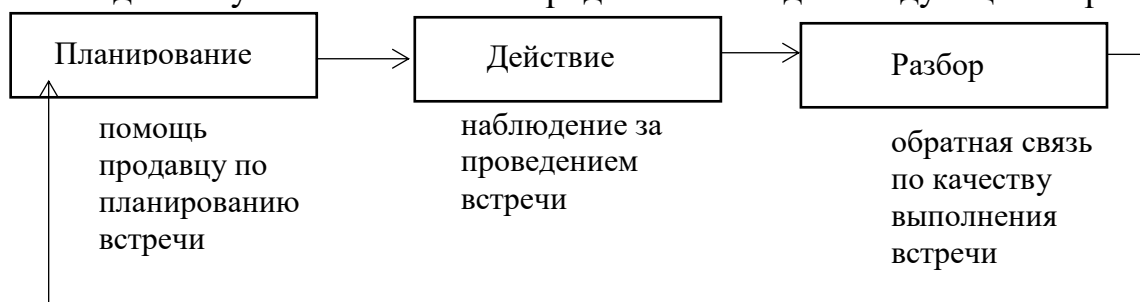 Планирование
Действие
Разбор
помощь
продавцу по
планированию
встречи
наблюдение за
проведением
встречи
обратная связь
по качеству
выполнения
встречи